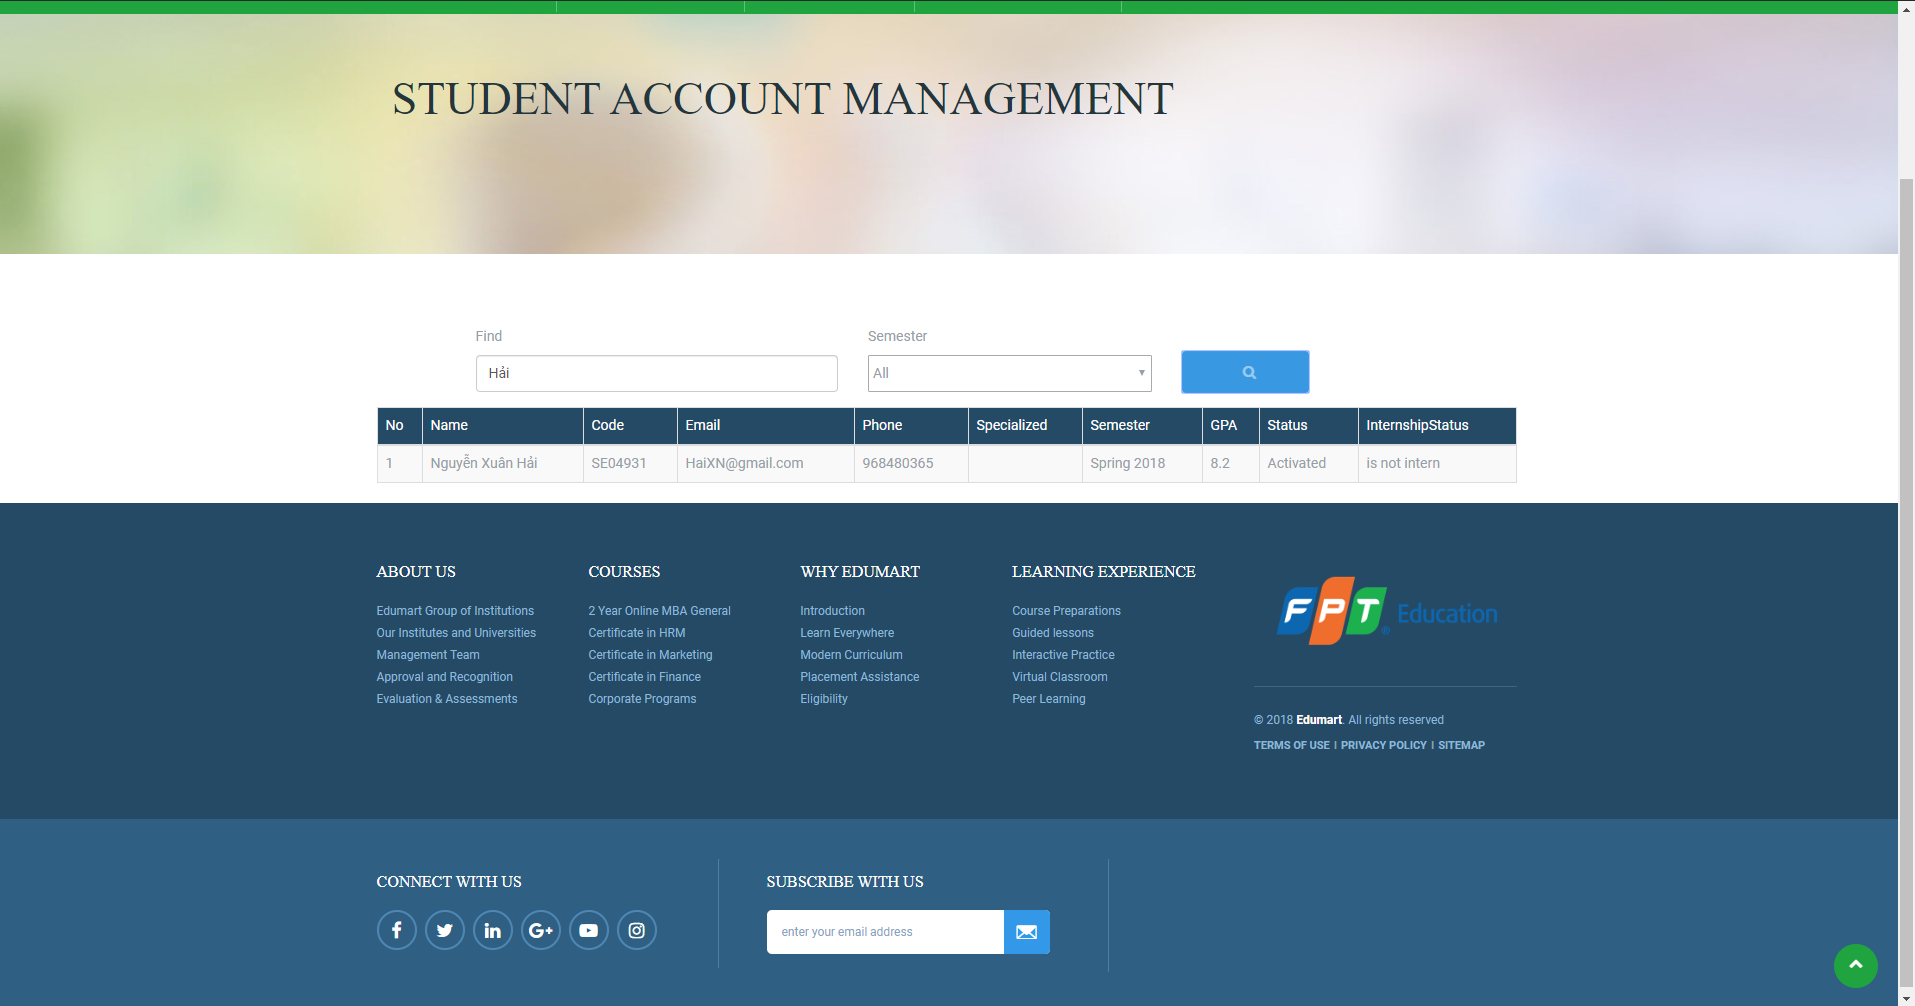 STUDENT ACCOUNT MANAGEMENT
Find
Semester
Hải
All
No Name Code Email Phone Specialized Semester GPA Status InternshipStatus
1 Nguyễn Xuân Hải SE04931 HaiXN@gmail.com 968480365 Spring 2018 8.2 Activated is not intern
ABOUT US
Edumart Group of Institutions
Our Institutes and Universities
Management Team
Approval and Recognition
Evaluation & Assessments
COURSES
2 Year Online MBA General
Certificate in HRM
Certificate in Marketing
Certificate in Finance
Corporate Programs
WHY EDUMART
Introduction
Learn Everywhere
Modern Curriculum
Placement Assistance
Eligibility
LEARNING EXPERIENCE
Course Preparations
Guided lessons
Interactive Practice
Virtual Classroom
Peer Learning
FPT® Education
© 2018 Edumart. All rights reserved
TERMS OF USE | PRIVACY POLICY | SITEMAP
CONNECT WITH US
SUBSCRIBE WITH US
enter your email address